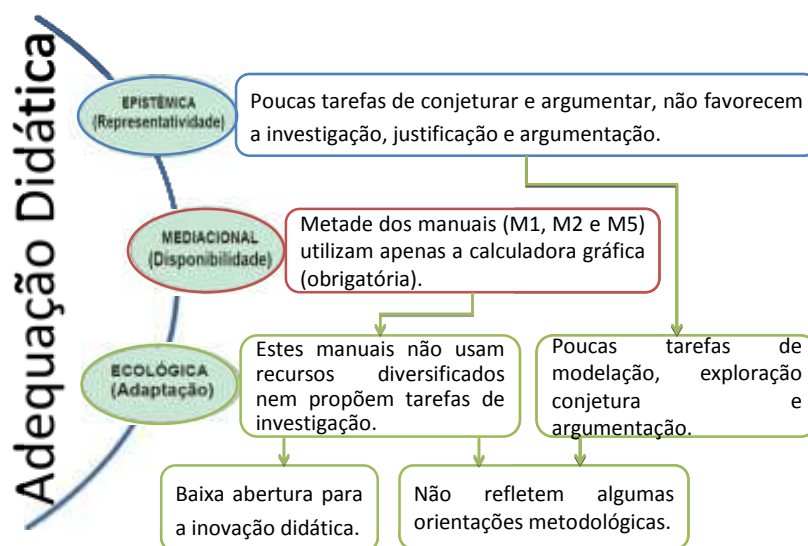 Adequação Didática
EPISTÊMICA
(Representatividade)
Poucas tarefas de conjeturar e argumentar, não favorecem
a investigação, justificação e argumentação.
MEDIACIONAL
(Disponibilidade)
Metade dos manuais (M1, M2 e M5)
utilizam apenas a calculadora gráfica
(obrigatória).
ECOLÓGICA
(Adaptação)
Estes manuais não usam
recursos diversificados
nem propõem tarefas de
investigação.
Poucas tarefas de
modelação, exploração
conjetura e
argumentação.
Baixa abertura para
a inovação didática.
Não refletem algumas
orientações metodológicas.